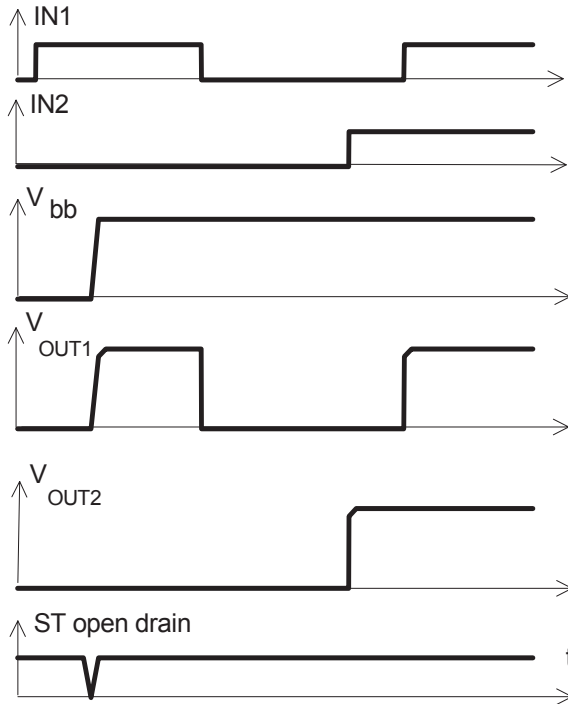 IN1
IN2
V bb
V OUT1
V OUT2
ST open drain
t